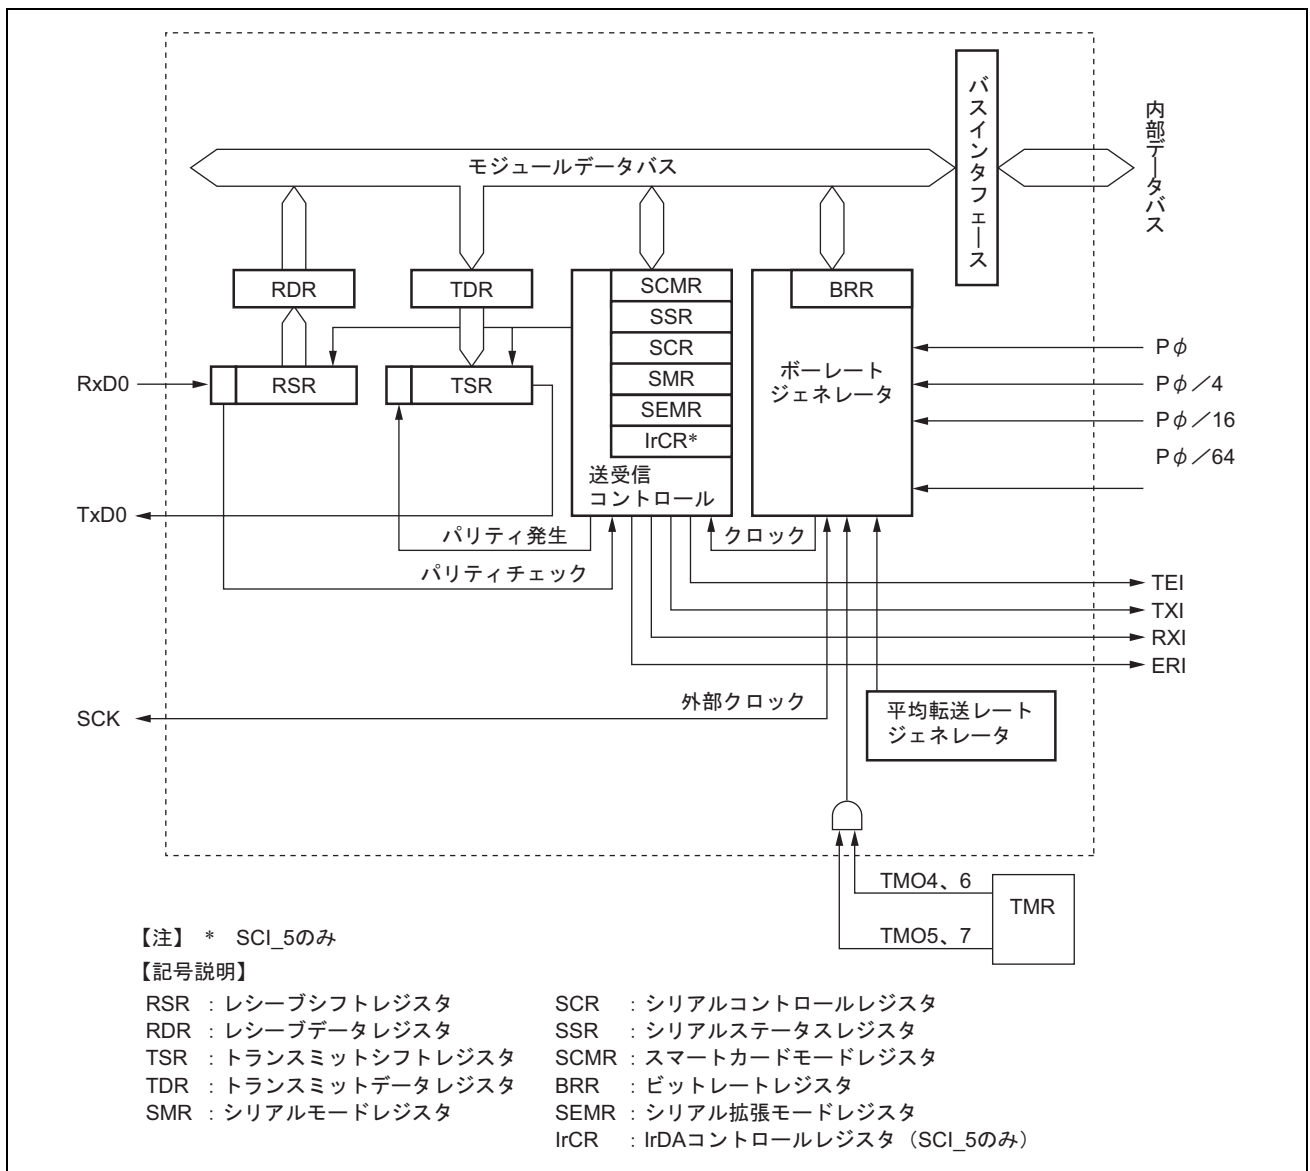 バスインタフェース
内部データバス
モジュールデータバス
RDR
TDR
SCMR
BRR
SSR
SCR
SMR
SEMR
IrCR*
RxD0
RSR
TSR
ボーレート
ジェネレータ
Pφ
Pφ／4
Pφ／16
Pφ／64
送受信
コントロール
TxD0
パリティ発生
クロック
パリティチェック
TEI
TXI
RXI
ERI
SCK
外部クロック
平均転送レート
ジェネレータ
TMO4、6
TMR
TMO5、7
【注】 * SCI_5のみ
【記号説明】
RSR ：レシーブシフトレジスタ
RDR ：レシーブデータレジスタ
TSR ：トランスミットシフトレジスタ
TDR ：トランスミットデータレジスタ
SMR ：シリアルモードレジスタ
SCR ：シリアルコントロールレジスタ
SSR ：シリアルステータスレジスタ
SCMR ：スマートカードモードレジスタ
BRR ：ビットレートレジスタ
SEMR ：シリアル拡張モードレジスタ
IrCR ：IrDAコントロールレジスタ（SCI_5のみ）